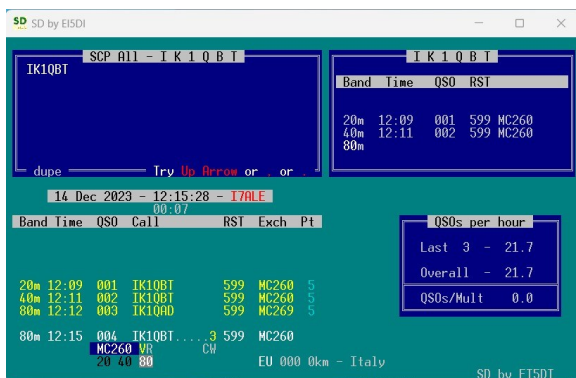 SD by EI5DI
SCP All - I K 1 Q B T
IK1QBT
dupe
Try Up Arrow or , or .
I K 1 Q B T
Band Time QSO RST
20m 12:09 001 599 MC260
40m 12:11 002 599 MC260
80m
14 Dec 2023 - 12:15:28 - I7ALE
00:07
Band Time QSO Call RST Exch Pt
20m 12:09 001 IK1QBT 599 MC260 5
40m 12:11 002 IK1QBT 599 MC260 5
80m 12:12 003 IK1QAD 599 MC269 5
80m 12:15 004 IK1QBT.....3 599 MC260
MC260 VR CW
20 40 80
EU 000 0km - Italy
QSOs per hour
Last 3 - 21.7
Overall - 21.7
QSOs/Mult 0.0
SD by EI5DI